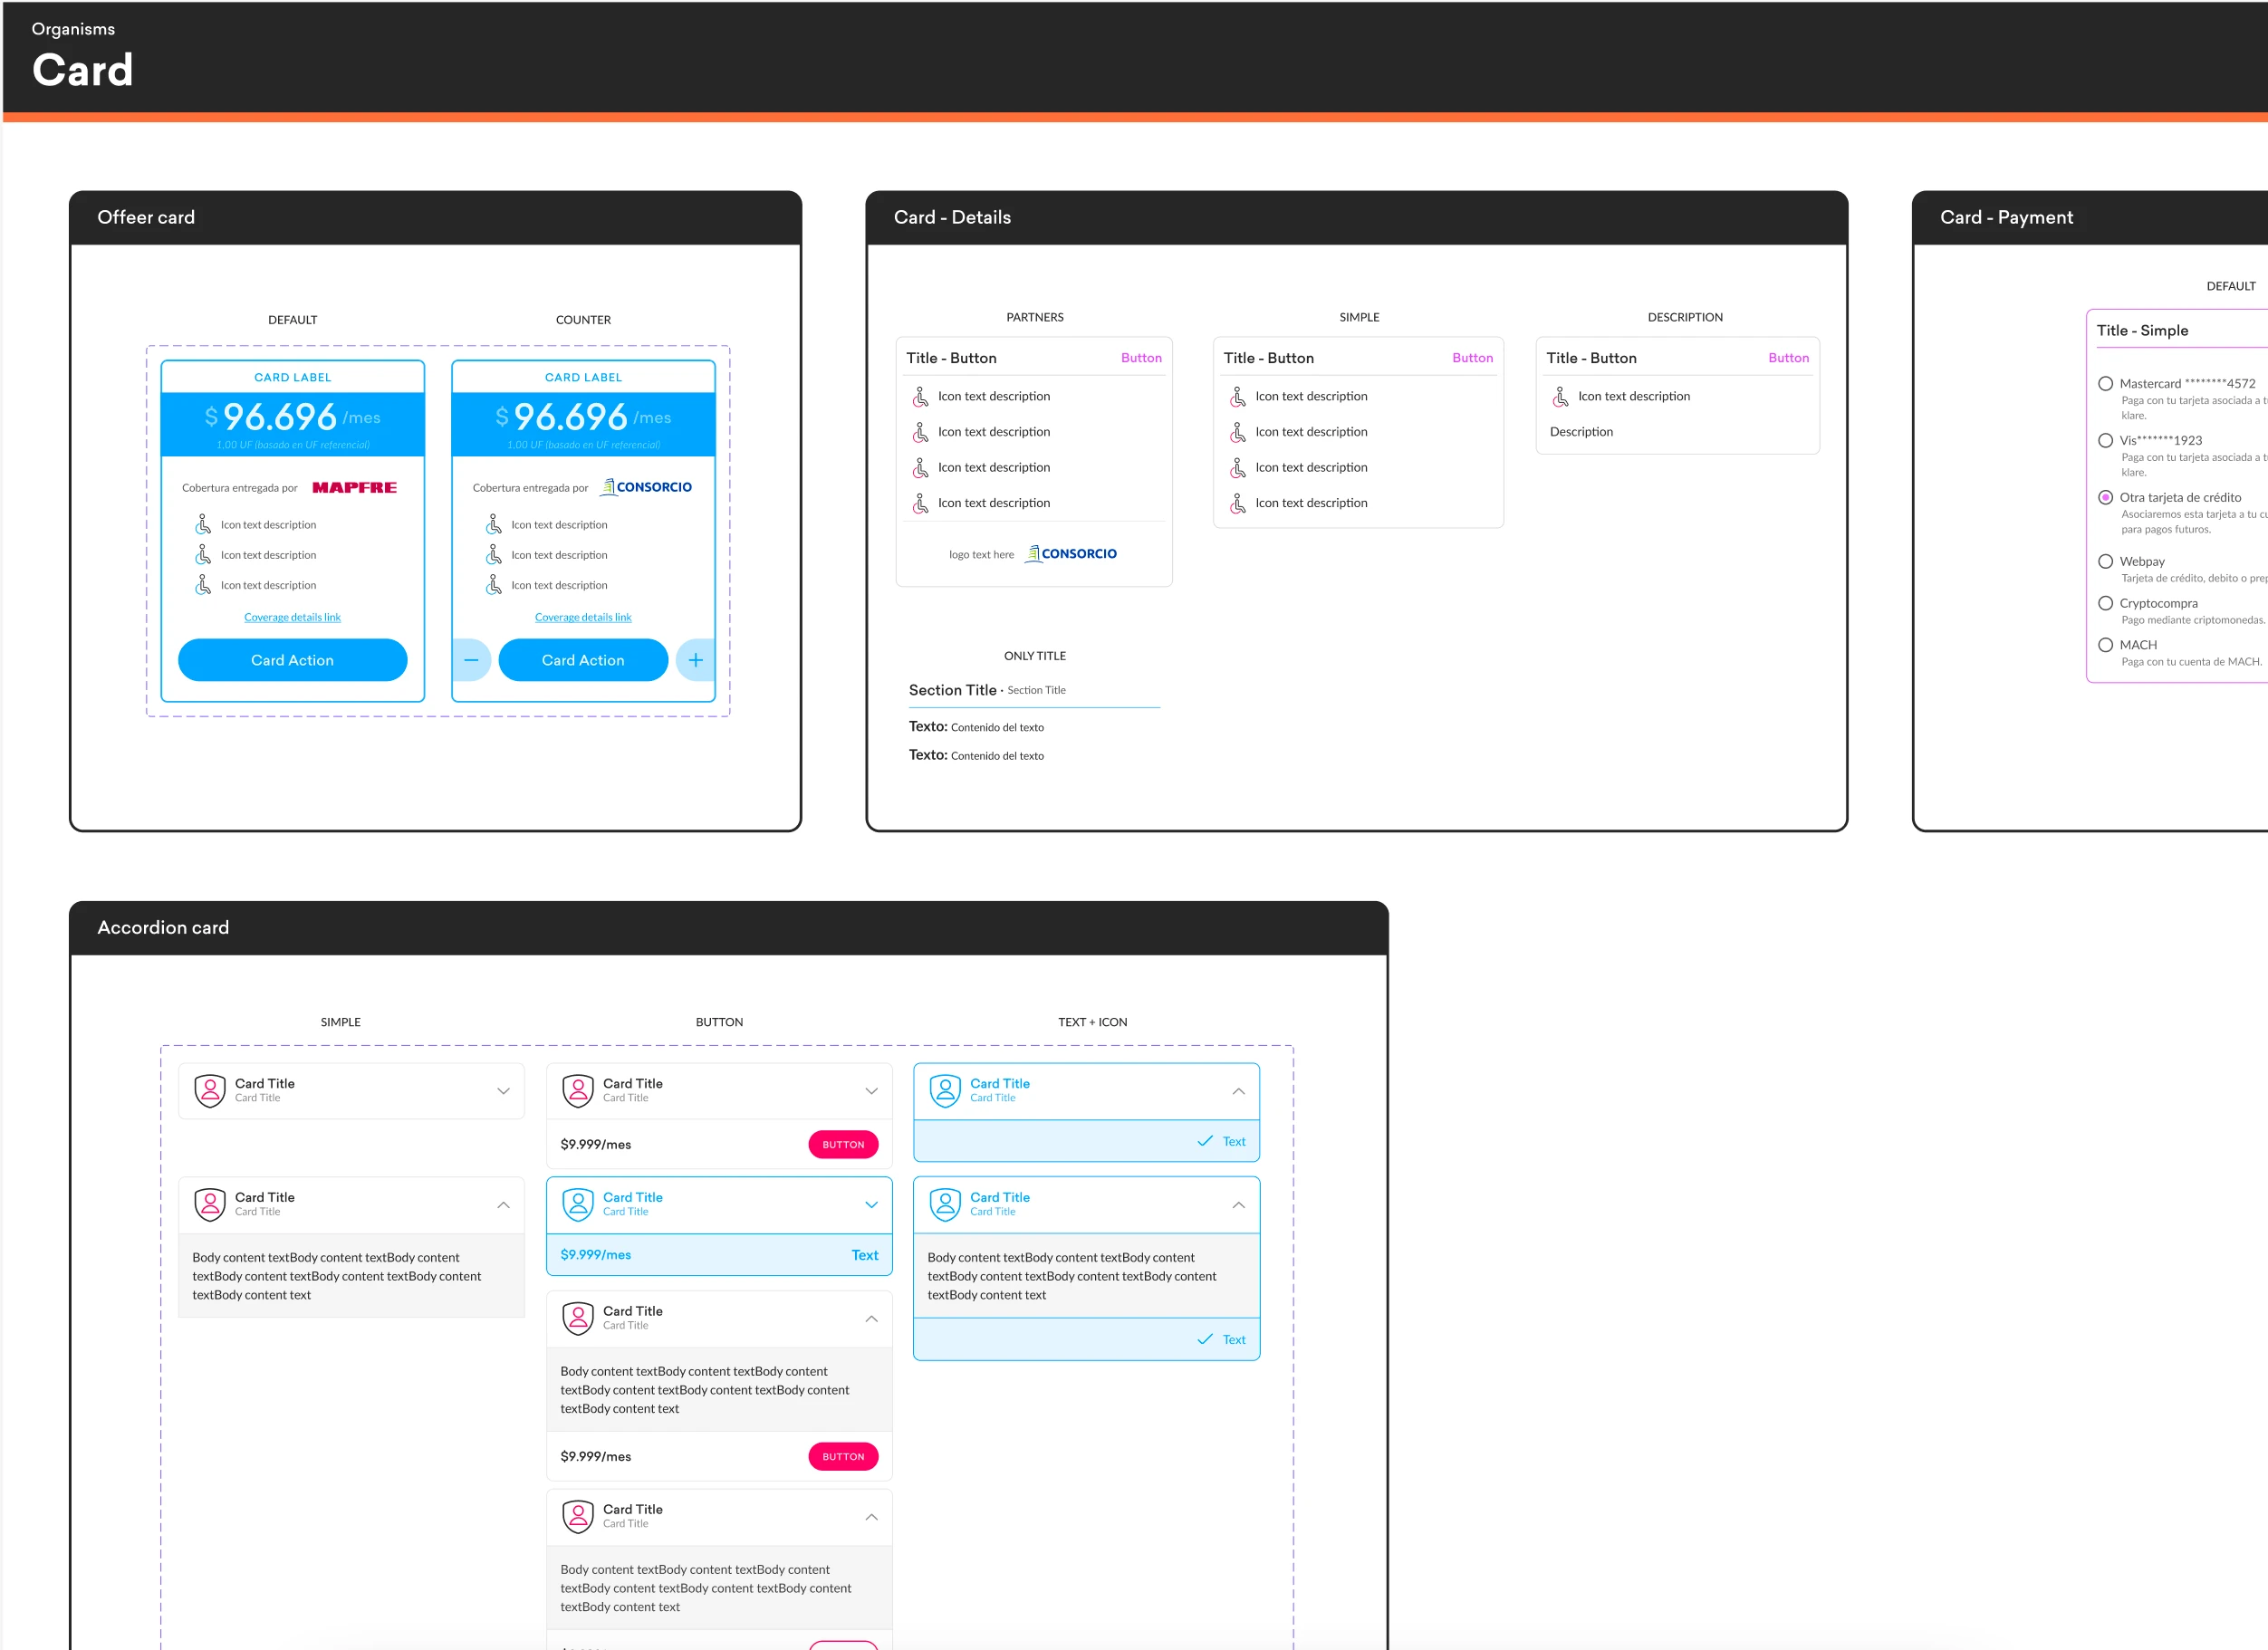 Organisms
Card
Offeer card
DEFAULT
COUNTER
CARD LABEL
$ 96.696 /mes
1,00 UF (basado en UF referencial)
Cobertura entregada por MAPFRE
Icon text description
Icon text description
Icon text description
Coverage details link
Card Action
CARD LABEL
$ 96.696 /mes
1,00 UF (basado en UF referencial)
Cobertura entregada por CONSORCIO
Icon text description
Icon text description
Icon text description
Coverage details link
− Card Action +
Card - Details
PARTNERS
Title - Button Button
Icon text description
Icon text description
Icon text description
Icon text description
logo text here CONSORCIO
SIMPLE
Title - Button Button
Icon text description
Icon text description
Icon text description
Icon text description
DESCRIPTION
Title - Button Button
Icon text description
Description
ONLY TITLE
Section Title · Section Title
Texto: Contenido del texto
Texto: Contenido del texto
Card - Payment
DEFAULT
Title - Simple
Mastercard ********4572
Paga con tu tarjeta asociada a
klare.
Vis*******1923
Paga con tu tarjeta asociada a
klare.
Otra tarjeta de crédito
Asociaremos esta tarjeta a tu
para pagos futuros.
Webpay
Tarjeta de crédito, debito o
Cryptocompra
Pago mediante criptomonedas.
MACH
Paga con tu cuenta de MACH.
Accordion card
SIMPLE
Card Title
Card Title
Card Title
Card Title
Body content textBody content textBody content
textBody content textBody content textBody content
textBody content text
BUTTON
Card Title
Card Title
$9.999/mes BUTTON
Card Title
Card Title
$9.999/mes Text
Card Title
Card Title
Body content textBody content textBody content
textBody content textBody content textBody content
textBody content text
$9.999/mes BUTTON
Card Title
Card Title
Body content textBody content textBody content
textBody content textBody content textBody content
textBody content text
TEXT + ICON
Card Title
Card Title
Text
Card Title
Card Title
Body content textBody content textBody content
textBody content textBody content textBody content
textBody content text
Text